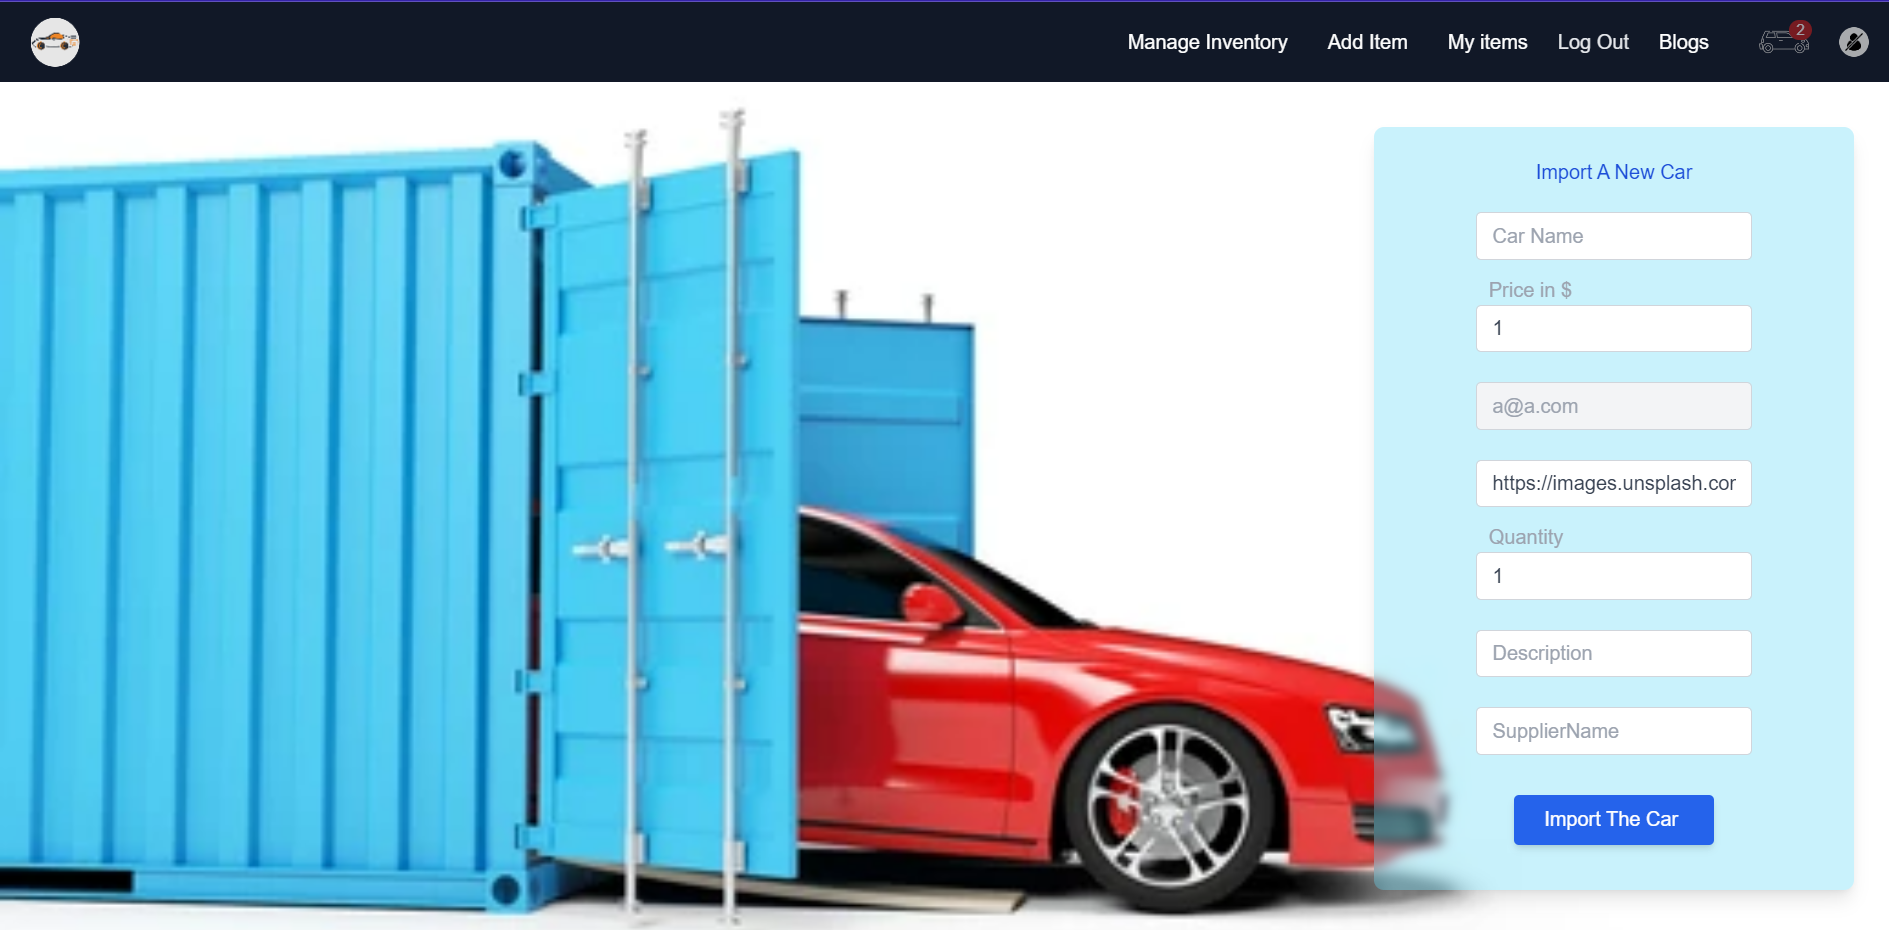 Manage Inventory
Add Item
My items
Log Out
Blogs
2
Import A New Car
Car Name
Price in $
1
a@a.com
https://images.unsplash.cor
Quantity
1
Description
SupplierName
Import The Car